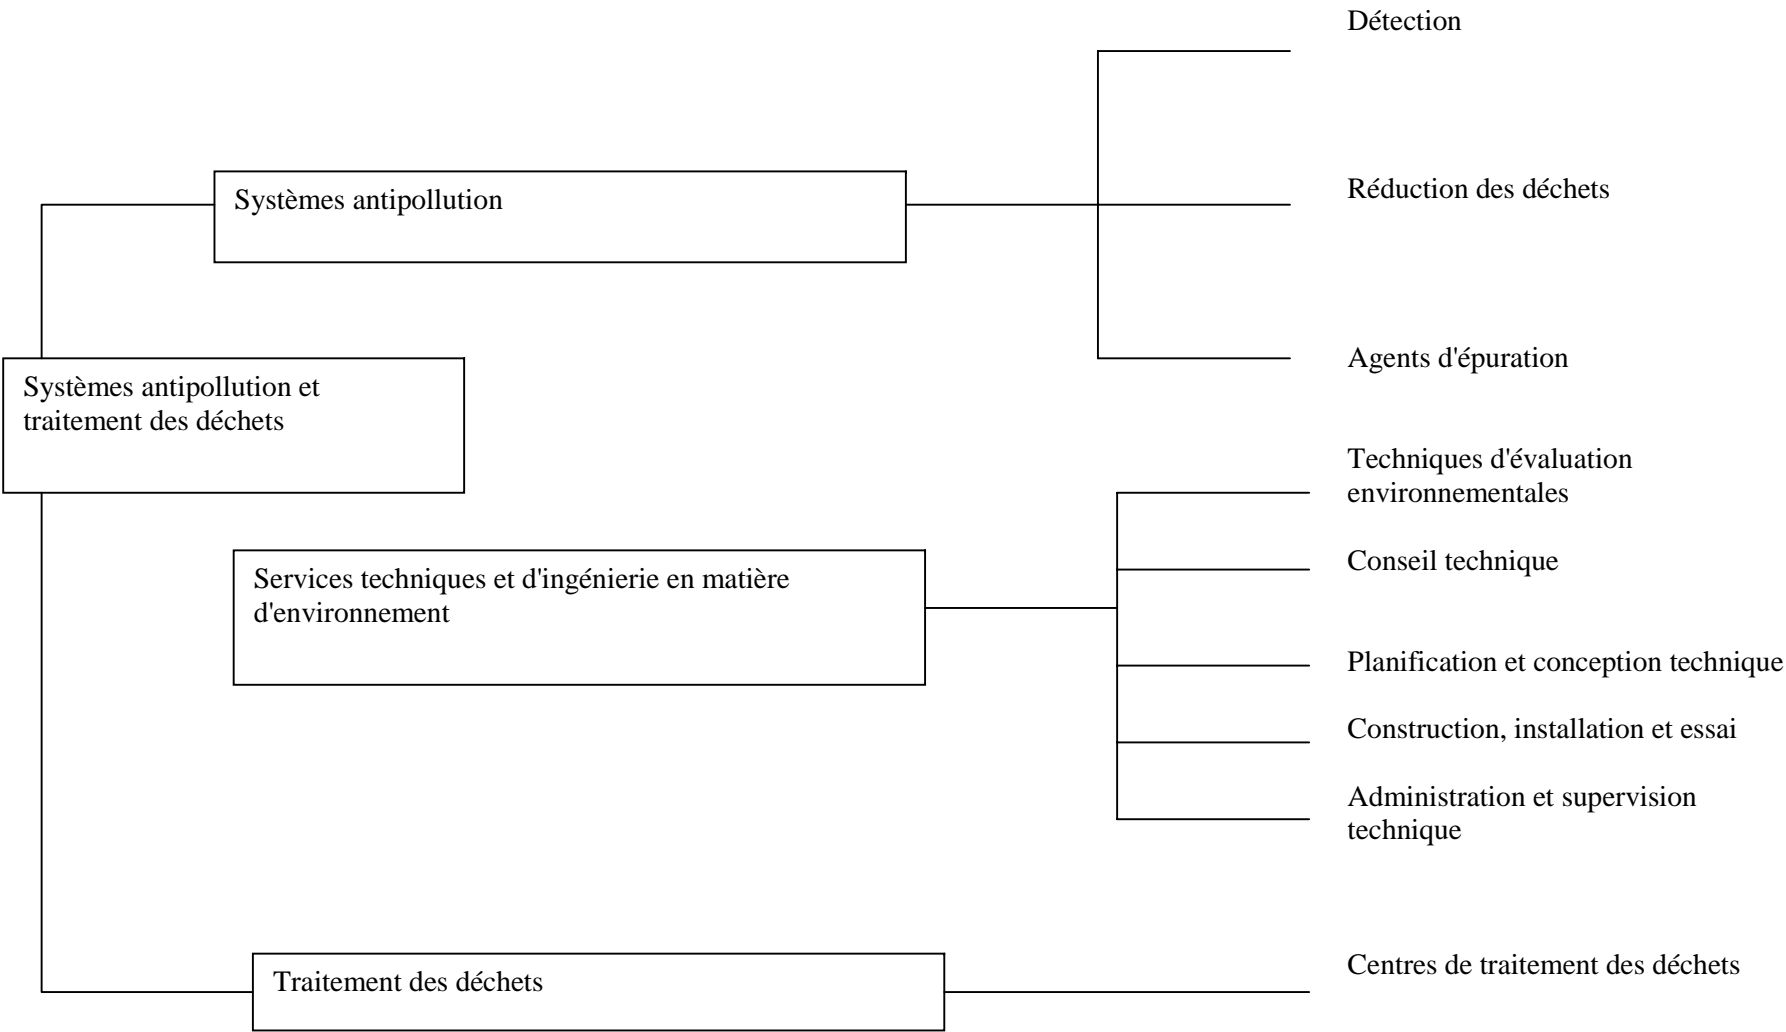 Détection
Systèmes antipollution
Réduction des déchets
Agents d'épuration
Systèmes antipollution et
traitement des déchets
Techniques d'évaluation
environnementales
Services techniques et d'ingénierie en matière
d'environnement
Conseil technique
Planification et conception technique
Construction, installation et essai
Administration et supervision
technique
Traitement des déchets
Centres de traitement des déchets